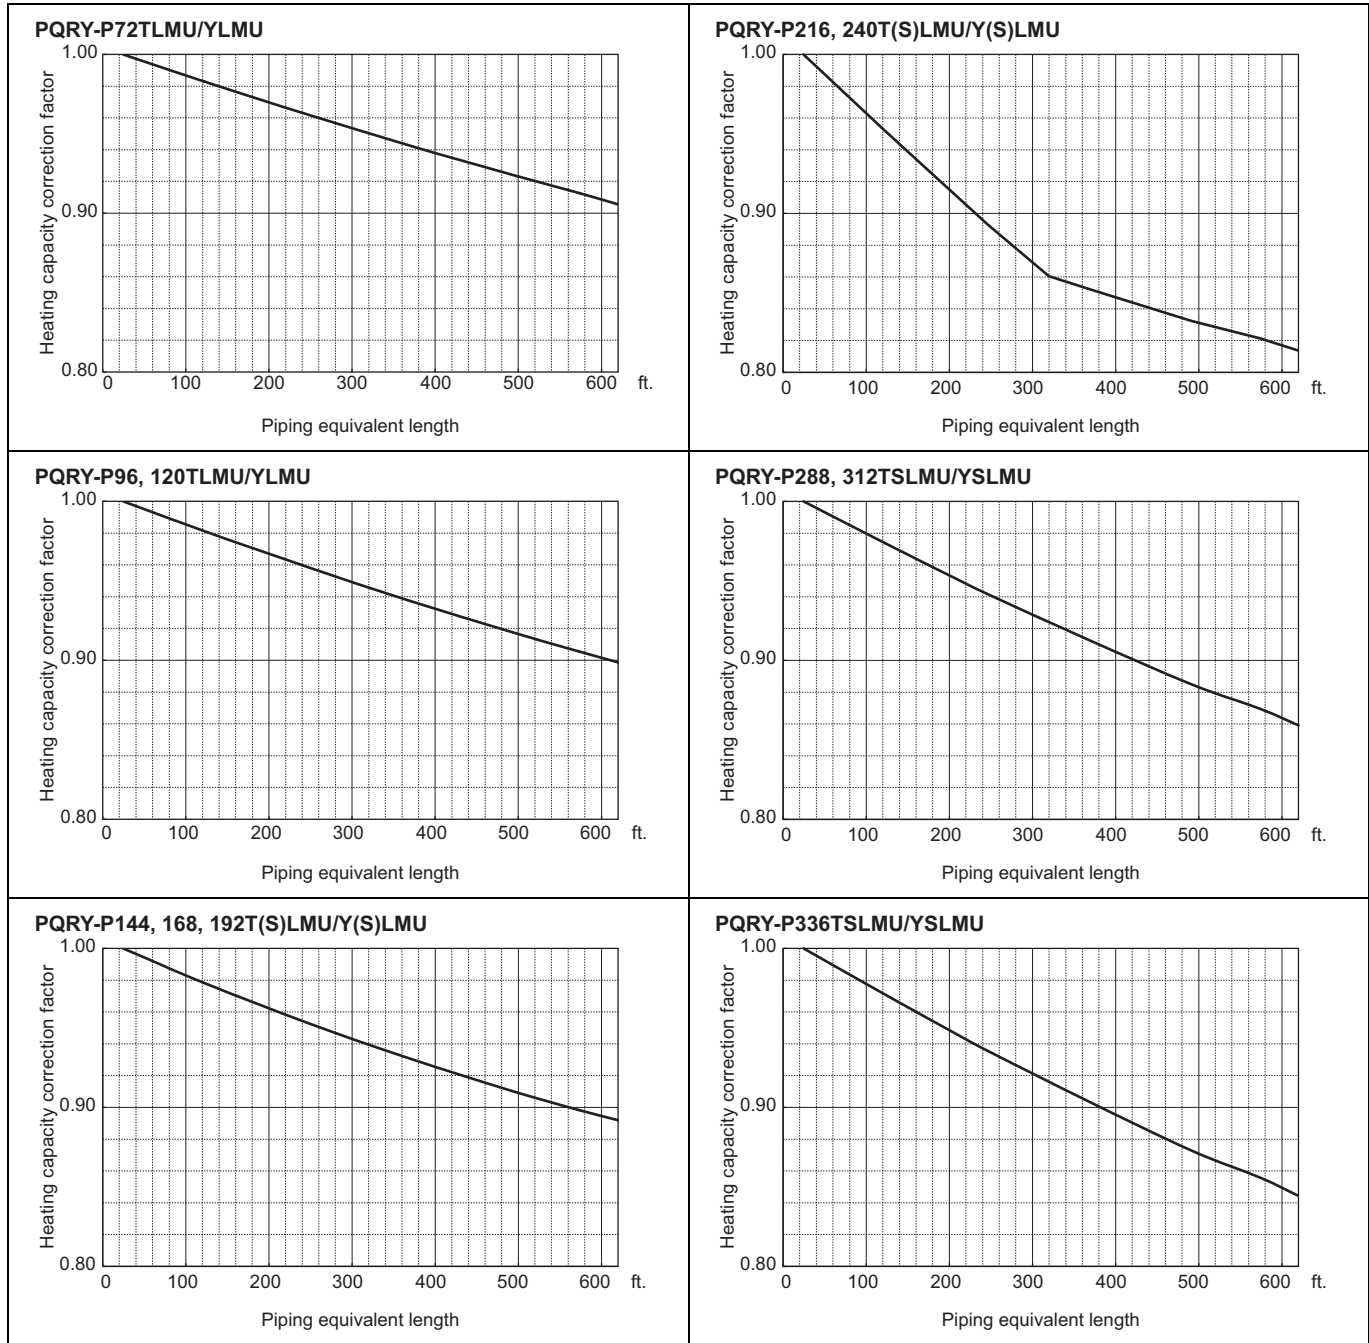 PQRY-P72TLMU/YLMU
Heating capacity correction factor
1.00
0.90
0.80
0 100 200 300 400 500 600 ft.
Piping equivalent length
PQRY-P216, 240T(S)LMU/Y(S)LMU
Heating capacity correction factor
1.00
0.90
0.80
0 100 200 300 400 500 600 ft.
Piping equivalent length
PQRY-P96, 120TLMU/YLMU
Heating capacity correction factor
1.00
0.90
0.80
0 100 200 300 400 500 600 ft.
Piping equivalent length
PQRY-P288, 312TSLMU/YSLMU
Heating capacity correction factor
1.00
0.90
0.80
0 100 200 300 400 500 600 ft.
Piping equivalent length
PQRY-P144, 168, 192T(S)LMU/Y(S)LMU
Heating capacity correction factor
1.00
0.90
0.80
0 100 200 300 400 500 600 ft.
Piping equivalent length
PQRY-P336TSLMU/YSLMU
Heating capacity correction factor
1.00
0.90
0.80
0 100 200 300 400 500 600 ft.
Piping equivalent length